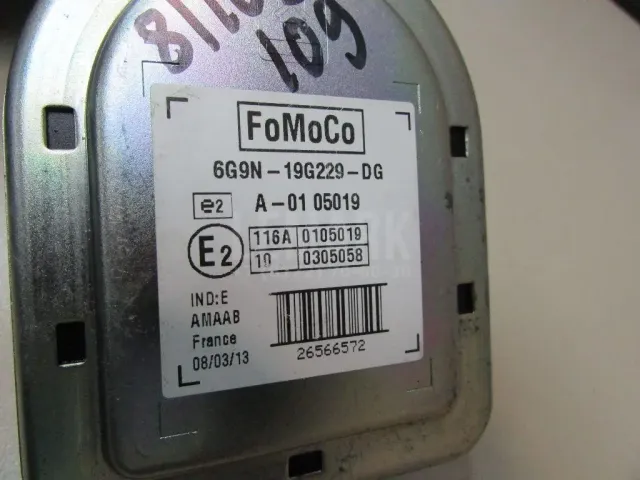 109
FoMoCo
6G9N-19G229-DG
e2 A-01 05019
E2
116A 0105019
10 0305058
IND:E
AMAAB
France
08/03/13
26566572